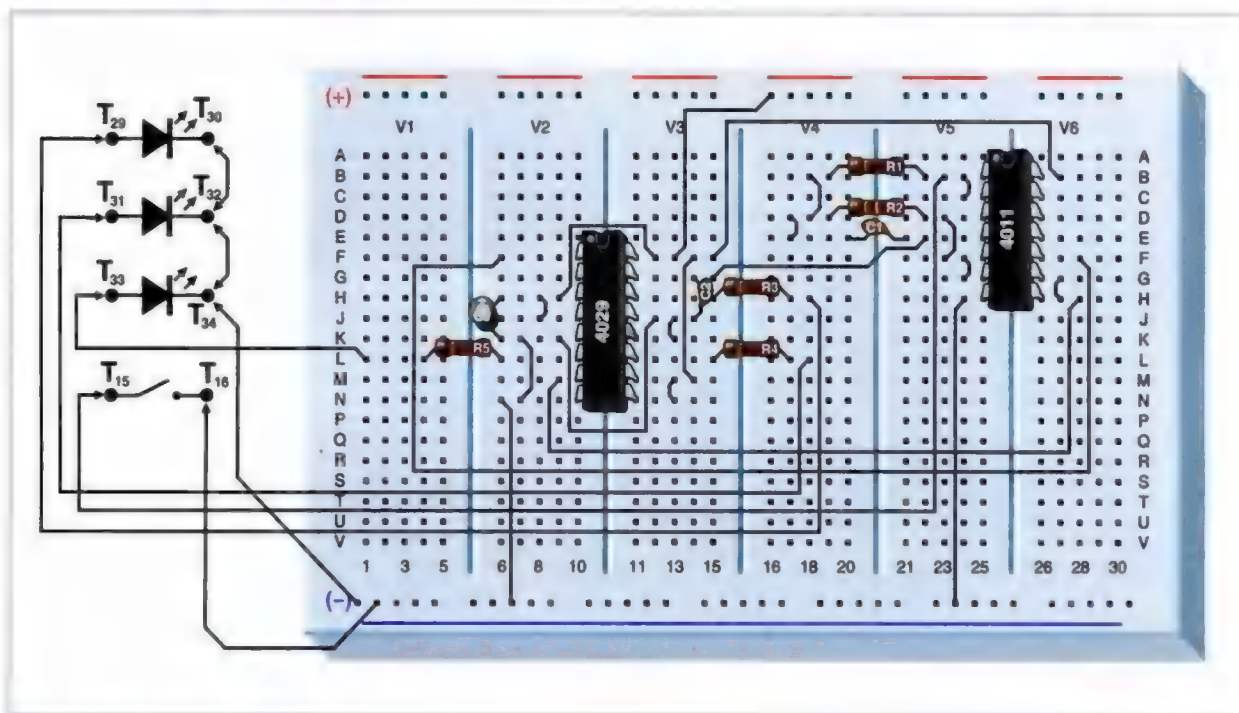 (+)
V1 V2 V3 V4 V5 V6
T29 T30
T31 T32
T33 T34
T15 T16
A A
B B
C C
D D
E E
F F
G G
H H
J J
K K
L L
M M
N N
P P
Q Q
R R
S S
T T
U U
V V
R1
R2
C1
R3
R4
R5
4029
4011
1 3 5 6 8 10 11 13 15 16 18 20 21 23 25 26 28 30
(-)